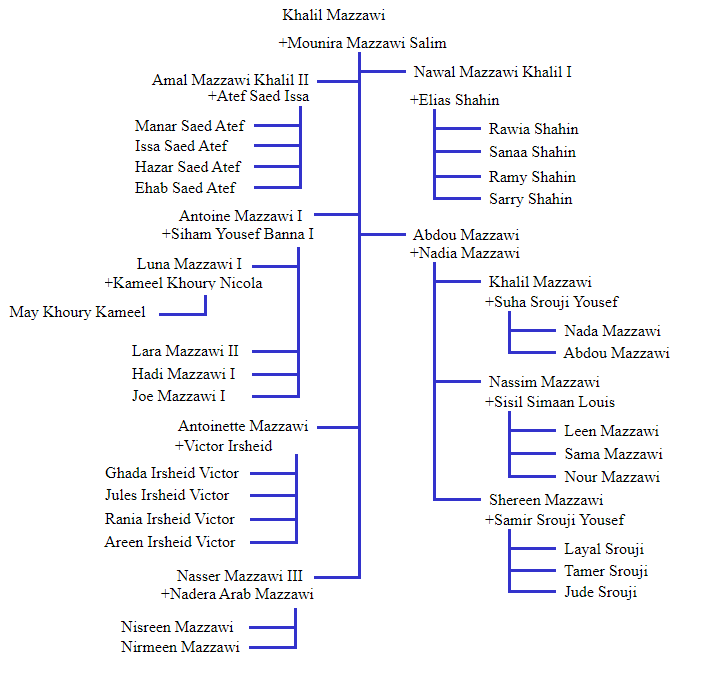 Khalil Mazzawi
+Mounira Mazzawi Salim
Amal Mazzawi Khalil II
+Atef Saed Issa
Manar Saed Atef
Issa Saed Atef
Hazar Saed Atef
Ehab Saed Atef
Antoine Mazzawi I
+Siham Yousef Banna I
Luna Mazzawi I
+Kameel Khoury Nicola
May Khoury Kameel
Lara Mazzawi II
Hadi Mazzawi I
Joe Mazzawi I
Antoinette Mazzawi
+Victor Irsheid
Ghada Irsheid Victor
Jules Irsheid Victor
Rania Irsheid Victor
Areen Irsheid Victor
Nasser Mazzawi III
+Nadera Arab Mazzawi
Nisreen Mazzawi
Nirmeen Mazzawi
Nawal Mazzawi Khalil I
+Elias Shahin
Rawia Shahin
Sanaa Shahin
Ramy Shahin
Sarry Shahin
Abdou Mazzawi
+Nadia Mazzawi
Khalil Mazzawi
+Suha Srouji Yousef
Nada Mazzawi
Abdou Mazzawi
Nassim Mazzawi
+Sisil Simaan Louis
Leen Mazzawi
Sama Mazzawi
Nour Mazzawi
Shereen Mazzawi
+Samir Srouji Yousef
Layal Srouji
Tamer Srouji
Jude Srouji